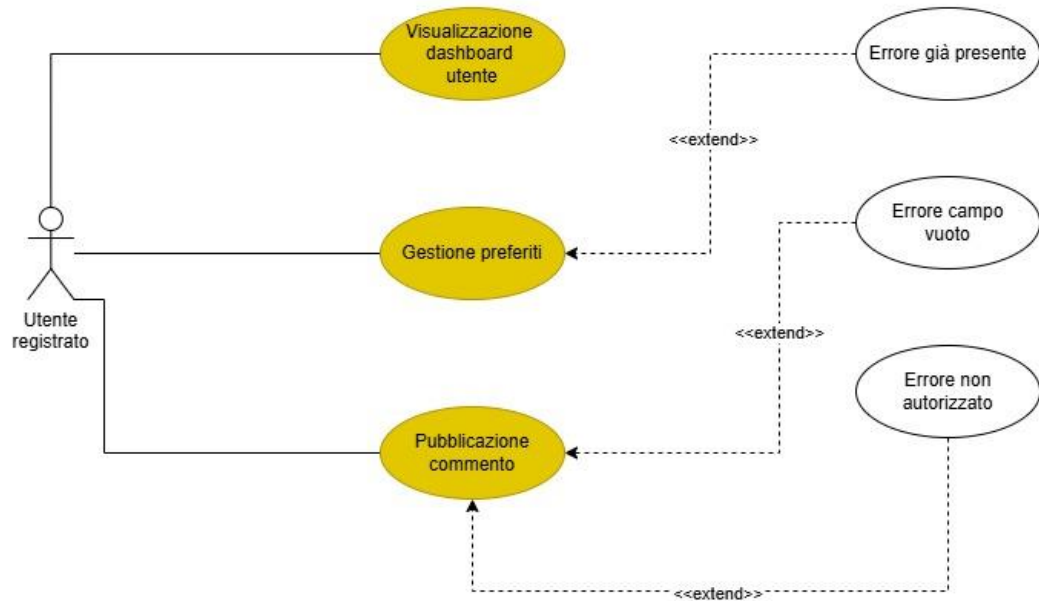 Visualizzazione
dashboard
utente
Errore già presente
<<extend>>
Errore campo
vuoto
Gestione preferiti
Utente
registrato
<<extend>>
Errore non
autorizzato
Pubblicazione
commento
<<extend>>